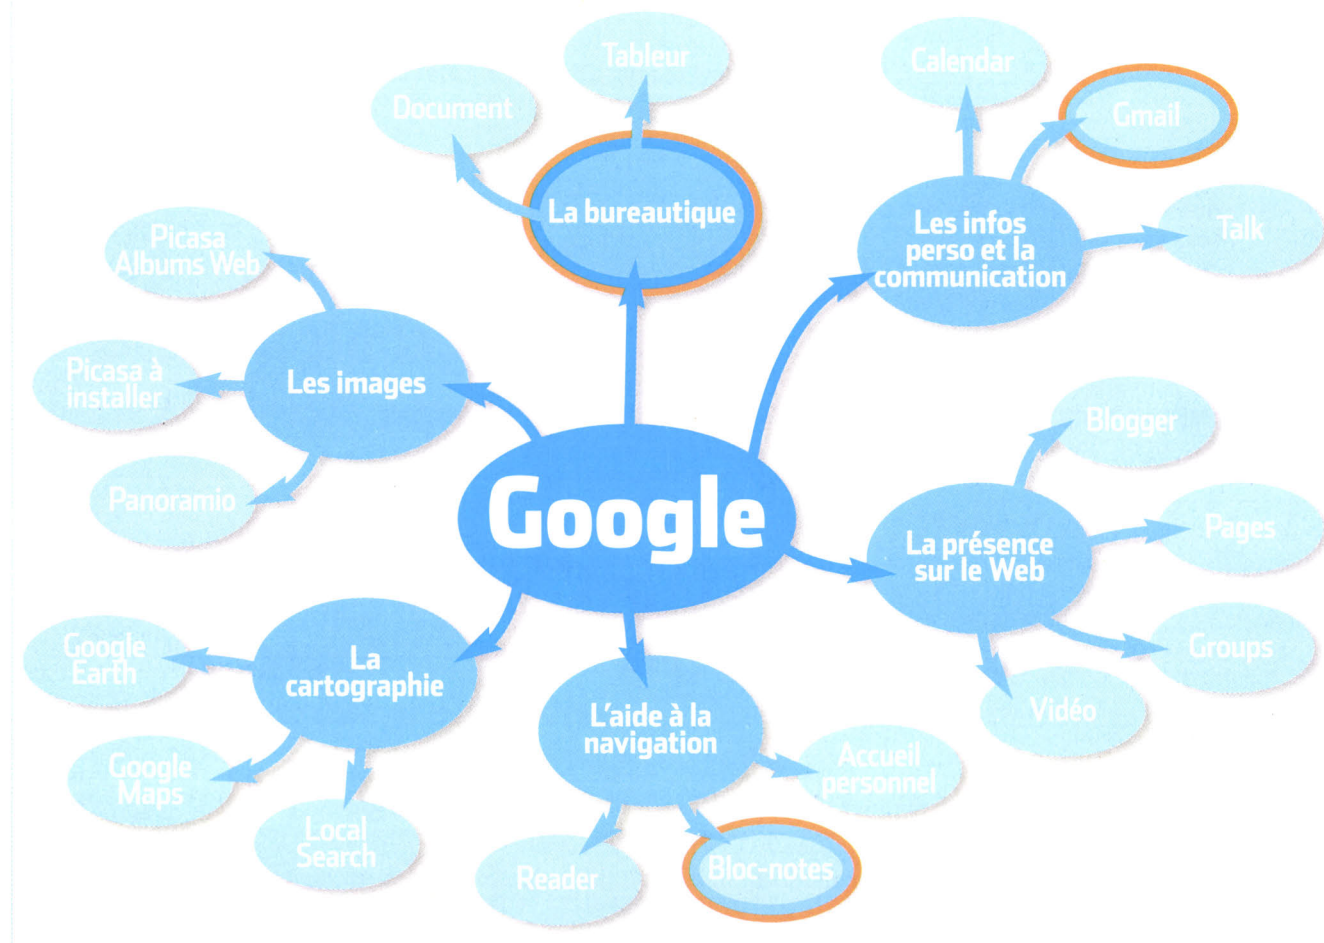 Tableur
Document
La bureautique
Calendar
Gmail
Les infos
perso et la
communication
Talk
Picasa
Albums Web
Picasa à
installer
Les images
Panoramio
Google
Blogger
La présence
sur le Web
Pages
Groups
Vidéo
La
cartographie
Google
Earth
Google
Maps
Local
Search
L'aide à la
navigation
Accueil
personnel
Reader
Bloc-notes